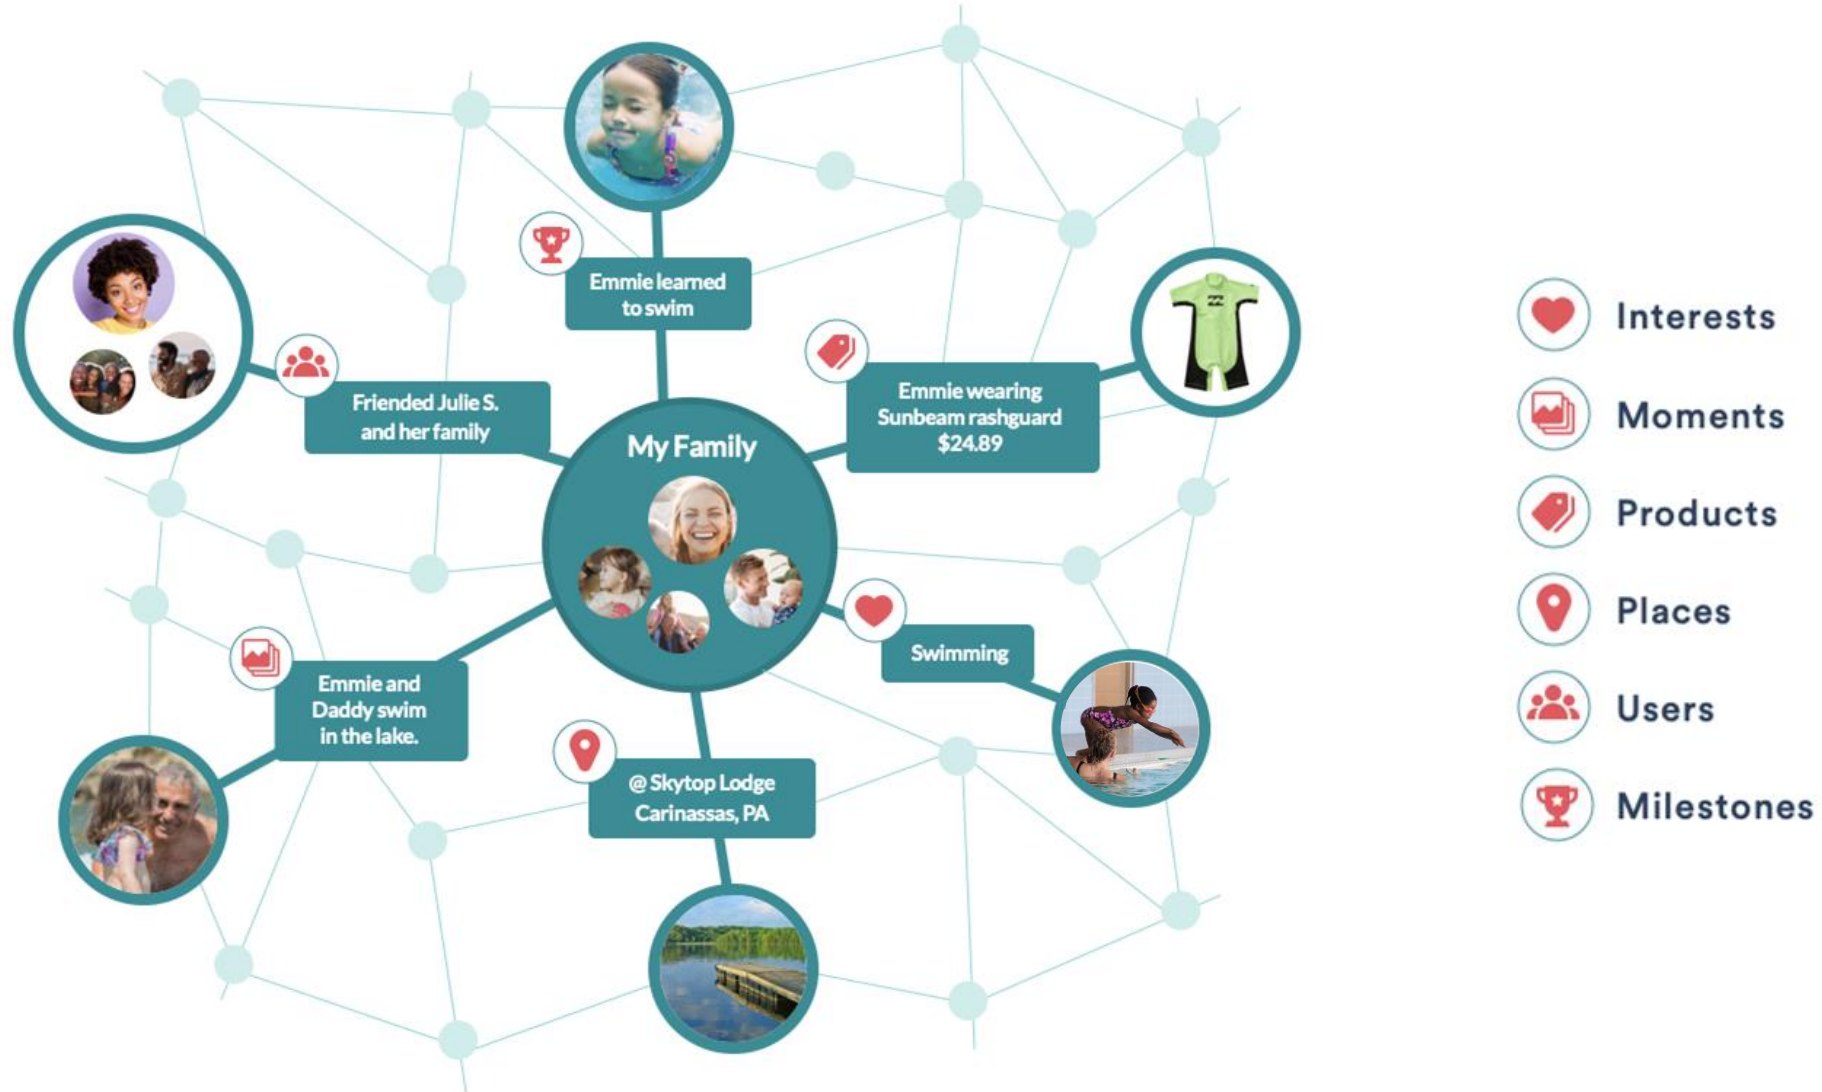 Emmie learned
to swim
Friended Julie S.
and her family
Emmie wearing
Sunbeam rashguard
$24.89
My Family
Swimming
Emmie and
Daddy swim
in the lake.
@ Skytop Lodge
Carinassas, PA
Interests
Moments
Products
Places
Users
Milestones